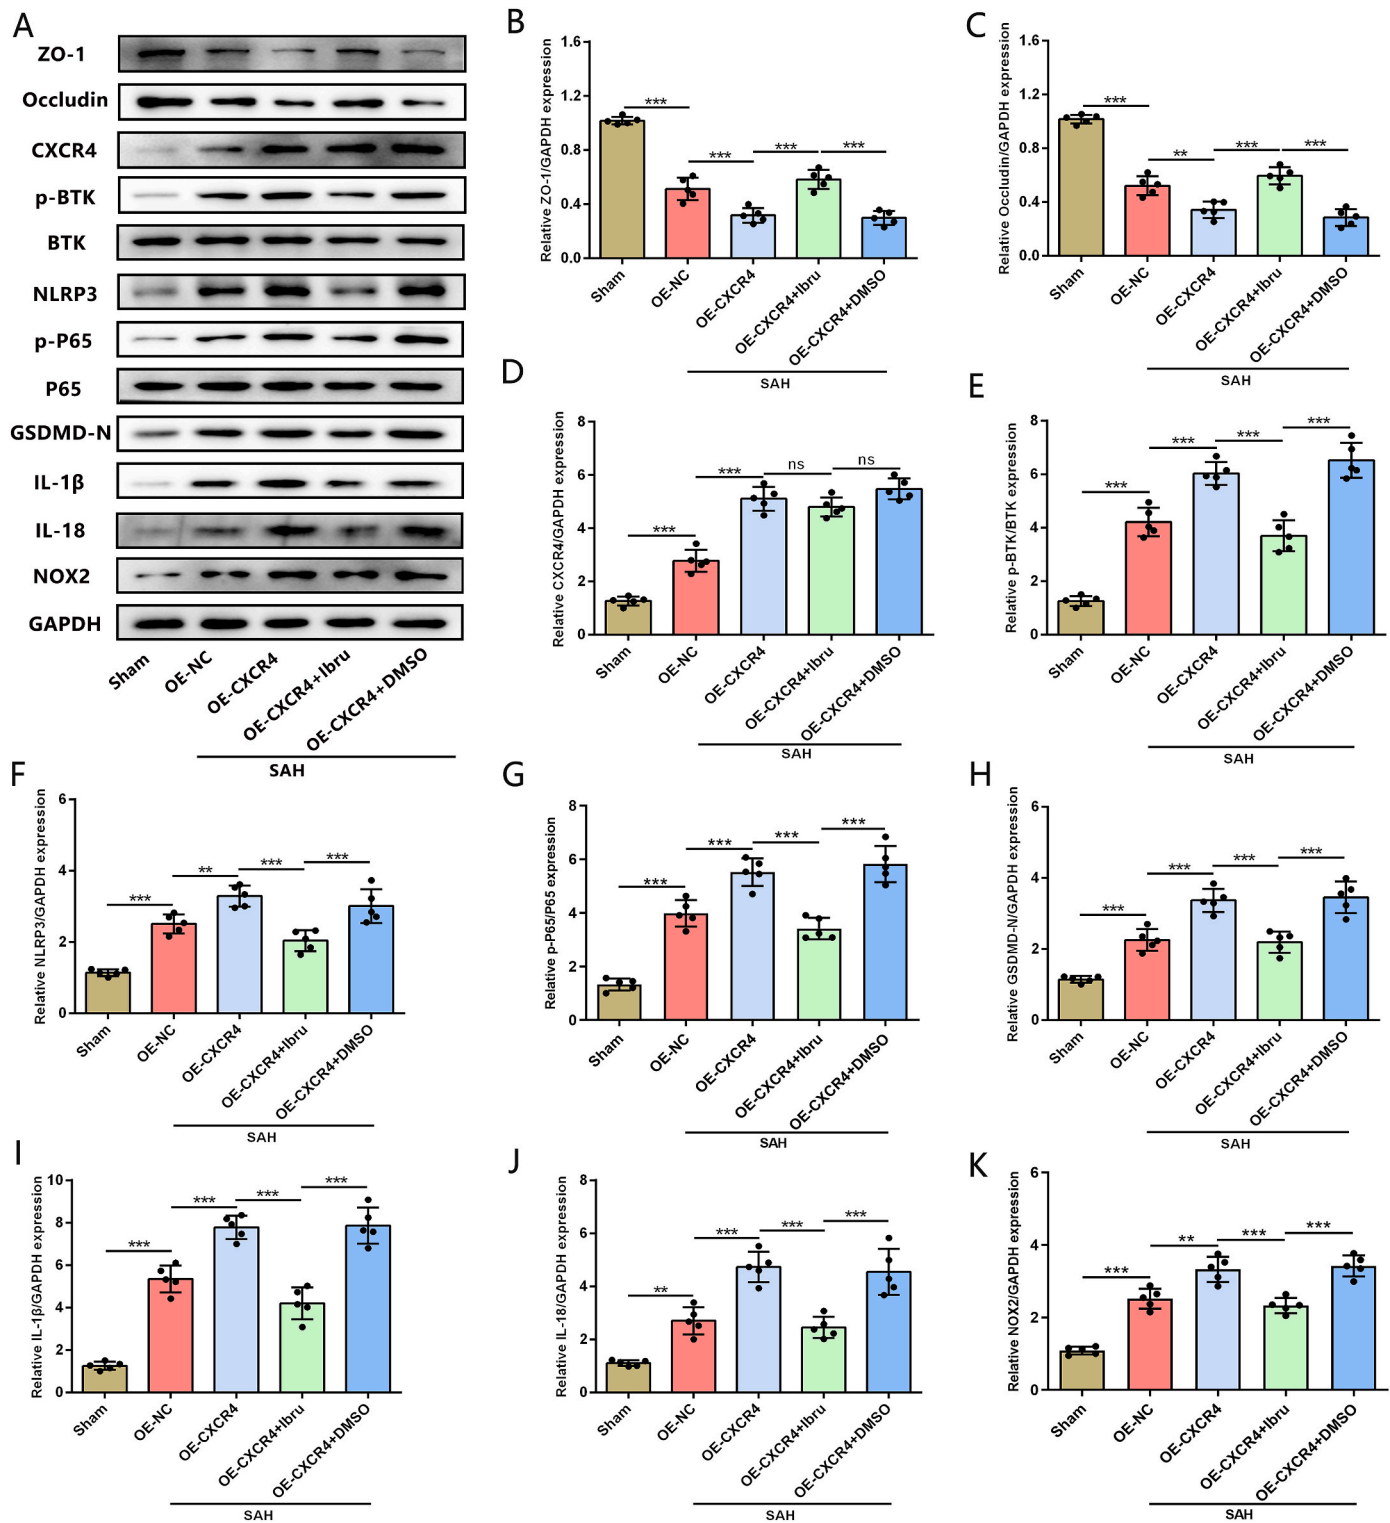 A
ZO-1
Occludin
CXCR4
p-BTK
BTK
NLRP3
p-P65
P65
GSDMD-N
IL-1β
IL-18
NOX2
GAPDH
Sham
OE-NC
OE-CXCR4
OE-CXCR4+Ibru
OE-CXCR4+DMSO
SAH
B
Relative ZO-1/GAPDH expression
1.6
1.2
0.8
0.4
0.0
***
***
***
***
Sham
OE-NC
OE-CXCR4
OE-CXCR4+Ibru
OE-CXCR4+DMSO
SAH
C
Relative Occludin/GAPDH expression
1.6
1.2
0.8
0.4
0.0
***
**
***
***
Sham
OE-NC
OE-CXCR4
OE-CXCR4+Ibru
OE-CXCR4+DMSO
SAH
D
Relative CXCR4/GAPDH expression
8
6
4
2
0
***
***
ns
ns
Sham
OE-NC
OE-CXCR4
OE-CXCR4+Ibru
OE-CXCR4+DMSO
SAH
E
Relative p-BTK/BTK expression
8
6
4
2
0
***
***
***
***
Sham
OE-NC
OE-CXCR4
OE-CXCR4+Ibru
OE-CXCR4+DMSO
SAH
F
Relative NLRP3/GAPDH expression
6
4
2
0
***
**
***
***
Sham
OE-NC
OE-CXCR4
OE-CXCR4+Ibru
OE-CXCR4+DMSO
SAH
G
Relative p-P65/P65 expression
8
6
4
2
0
***
***
***
***
Sham
OE-NC
OE-CXCR4
OE-CXCR4+Ibru
OE-CXCR4+DMSO
SAH
H
Relative GSDMD-N/GAPDH expression
6
4
2
0
***
***
***
***
Sham
OE-NC
OE-CXCR4
OE-CXCR4+Ibru
OE-CXCR4+DMSO
SAH
I
Relative IL-1β/GAPDH expression
10
8
6
4
2
0
***
***
***
***
Sham
OE-NC
OE-CXCR4
OE-CXCR4+Ibru
OE-CXCR4+DMSO
SAH
J
Relative IL-18/GAPDH expression
8
6
4
2
0
**
***
***
***
Sham
OE-NC
OE-CXCR4
OE-CXCR4+Ibru
OE-CXCR4+DMSO
SAH
K
Relative NOX2/GAPDH expression
6
4
2
0
***
**
***
***
Sham
OE-NC
OE-CXCR4
OE-CXCR4+Ibru
OE-CXCR4+DMSO
SAH